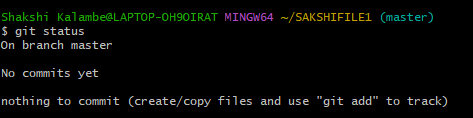 Shakshi Kalambe@LAPTOP-OH9OIRAT MINGW64 ~/SAKSHIFILE1 (master)
$ git status
On branch master
No commits yet
nothing to commit (create/copy files and use "git add" to track)